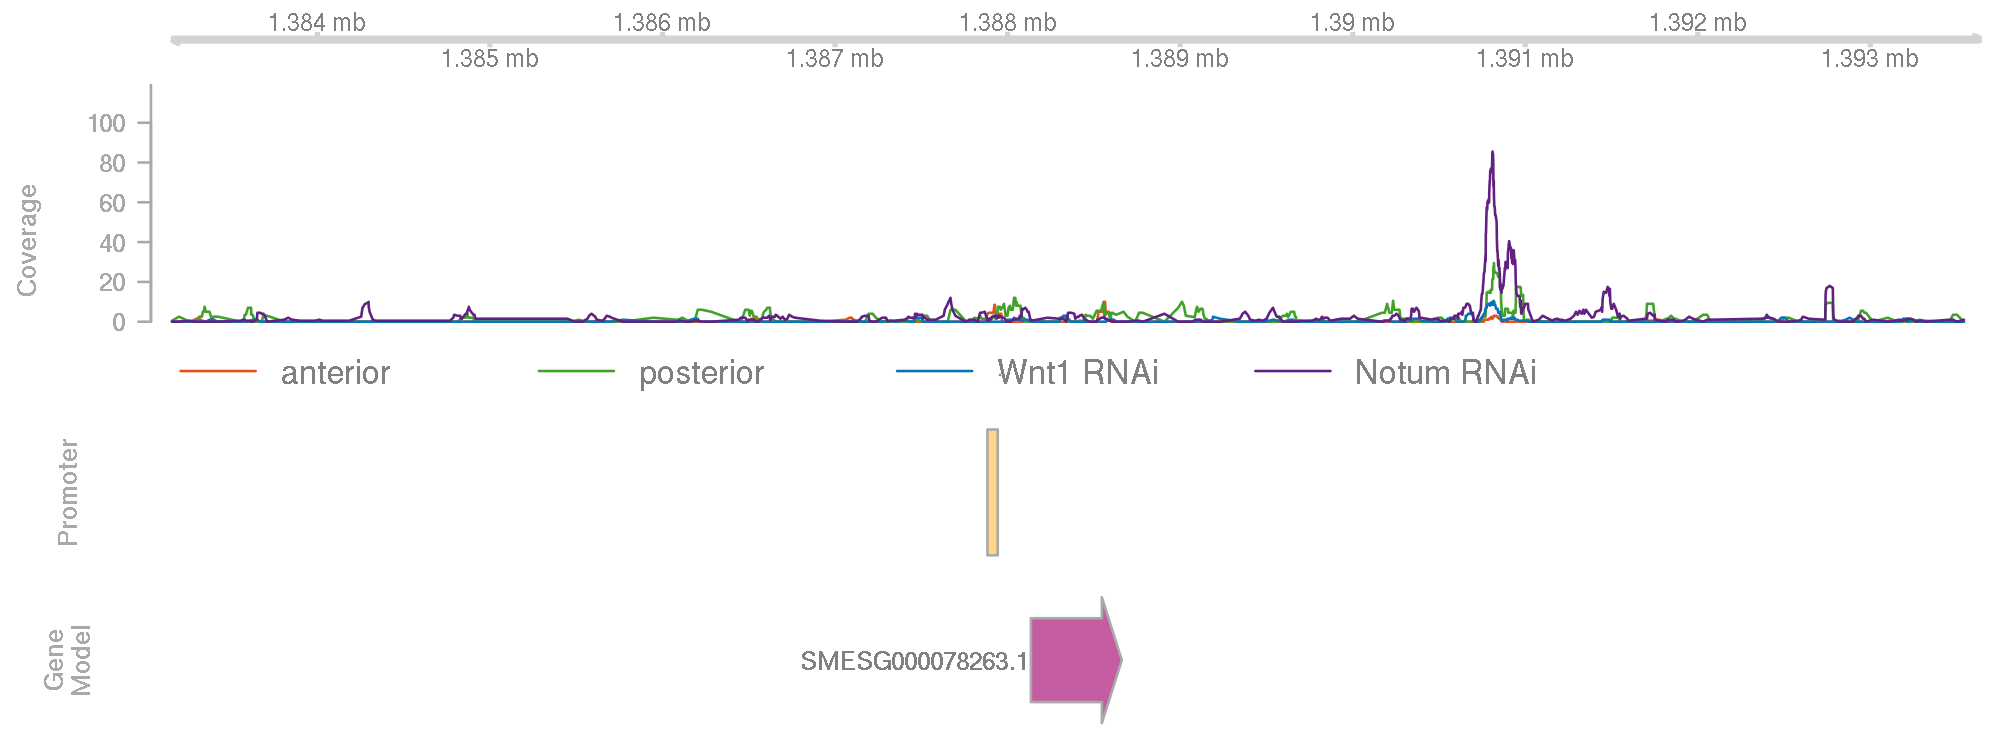 1.384 mb 1.386 mb 1.388 mb 1.39 mb 1.392 mb
1.385 mb 1.387 mb 1.389 mb 1.391 mb 1.393 mb
Coverage
100
80
60
40
20
0
anterior posterior Wnt1 RNAi Notum RNAi
Promoter
Gene
Model
SMESG000078263.1